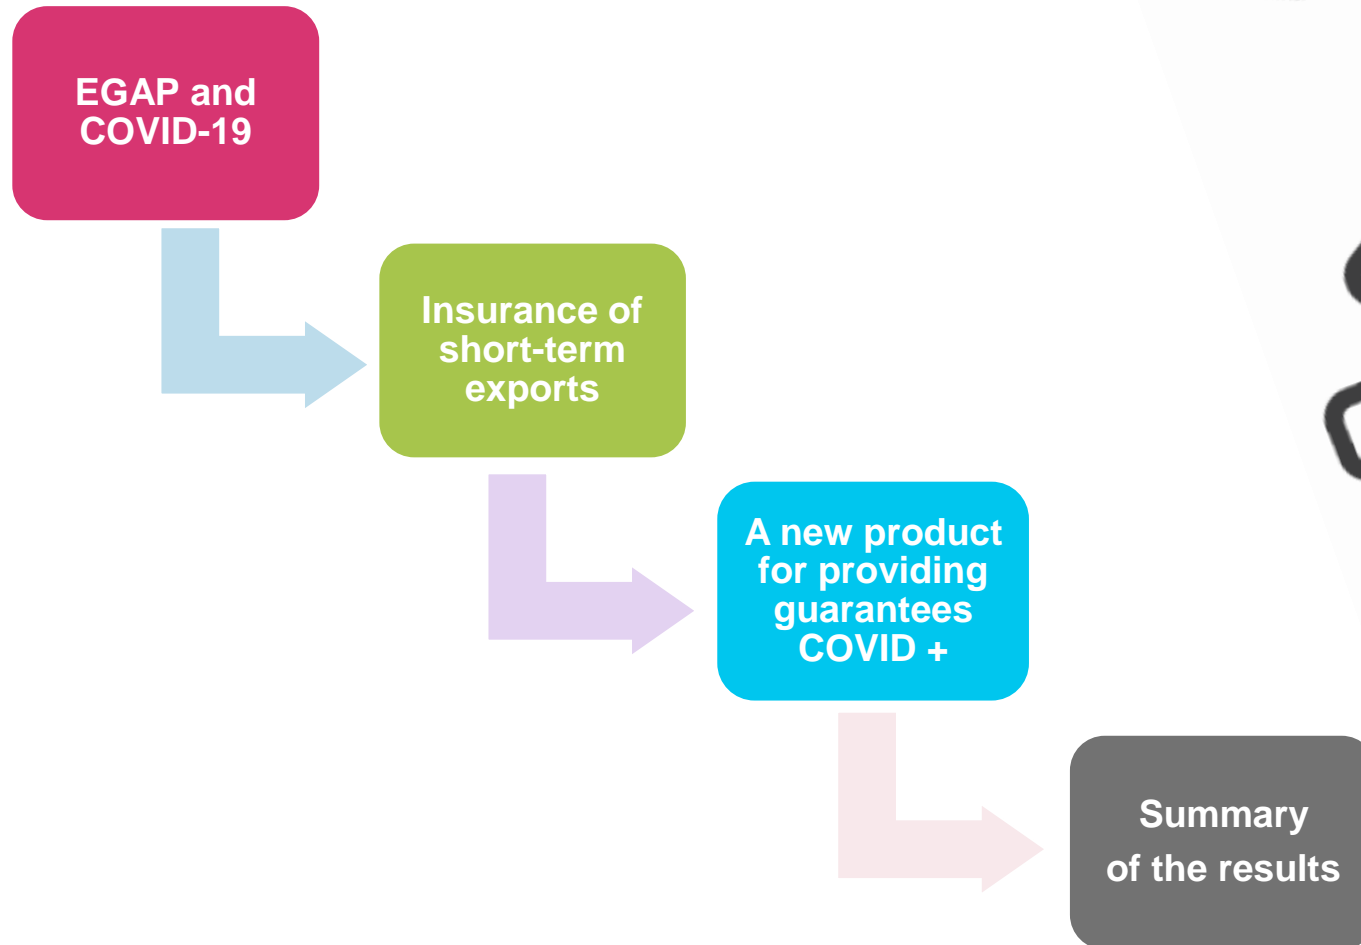 EGAP and
COVID-19
Insurance of
short-term
exports
A new product
for providing
guarantees
COVID +
Summary
of the results